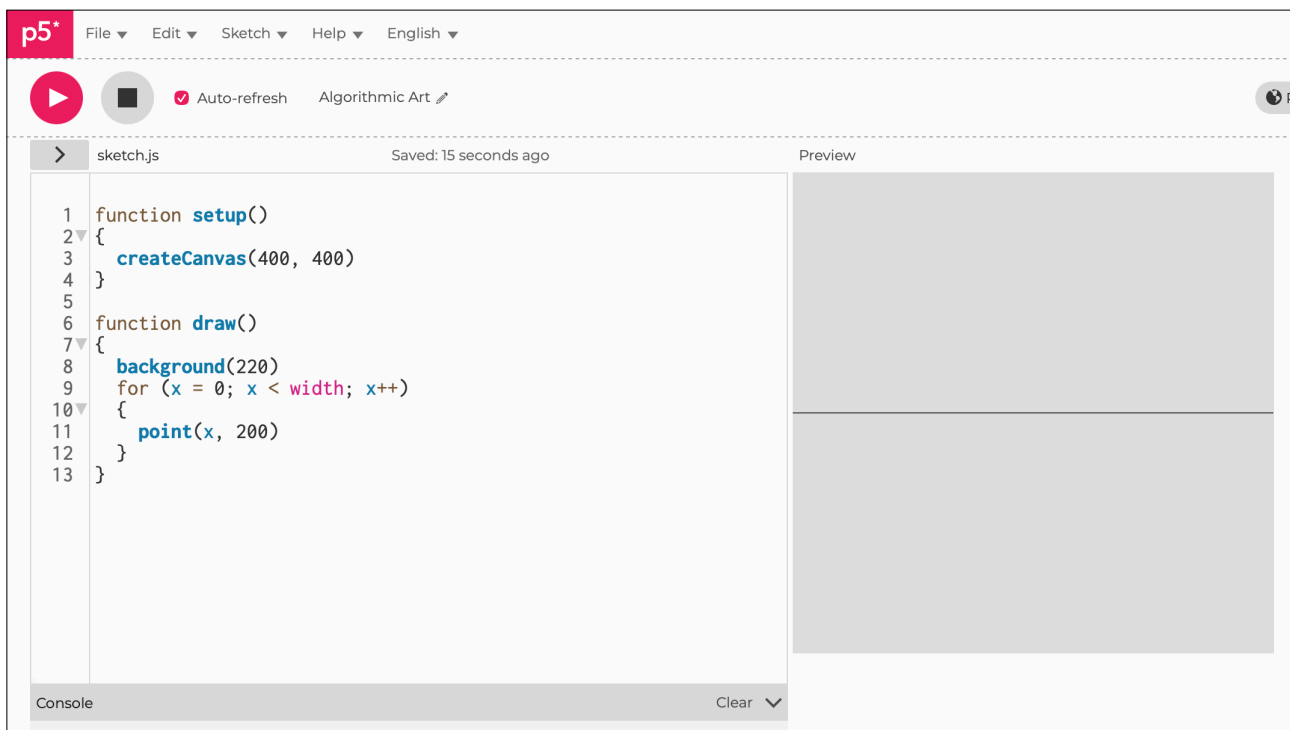 p5* File Edit Sketch Help English
Auto-refresh Algorithmic Art
sketch.js Saved: 15 seconds ago Preview
1 function setup()
2 {
3   createCanvas(400, 400)
4 }
5
6 function draw()
7 {
8   background(220)
9   for (x = 0; x < width; x++)
10   {
11     point(x, 200)
12   }
13 }
Console Clear